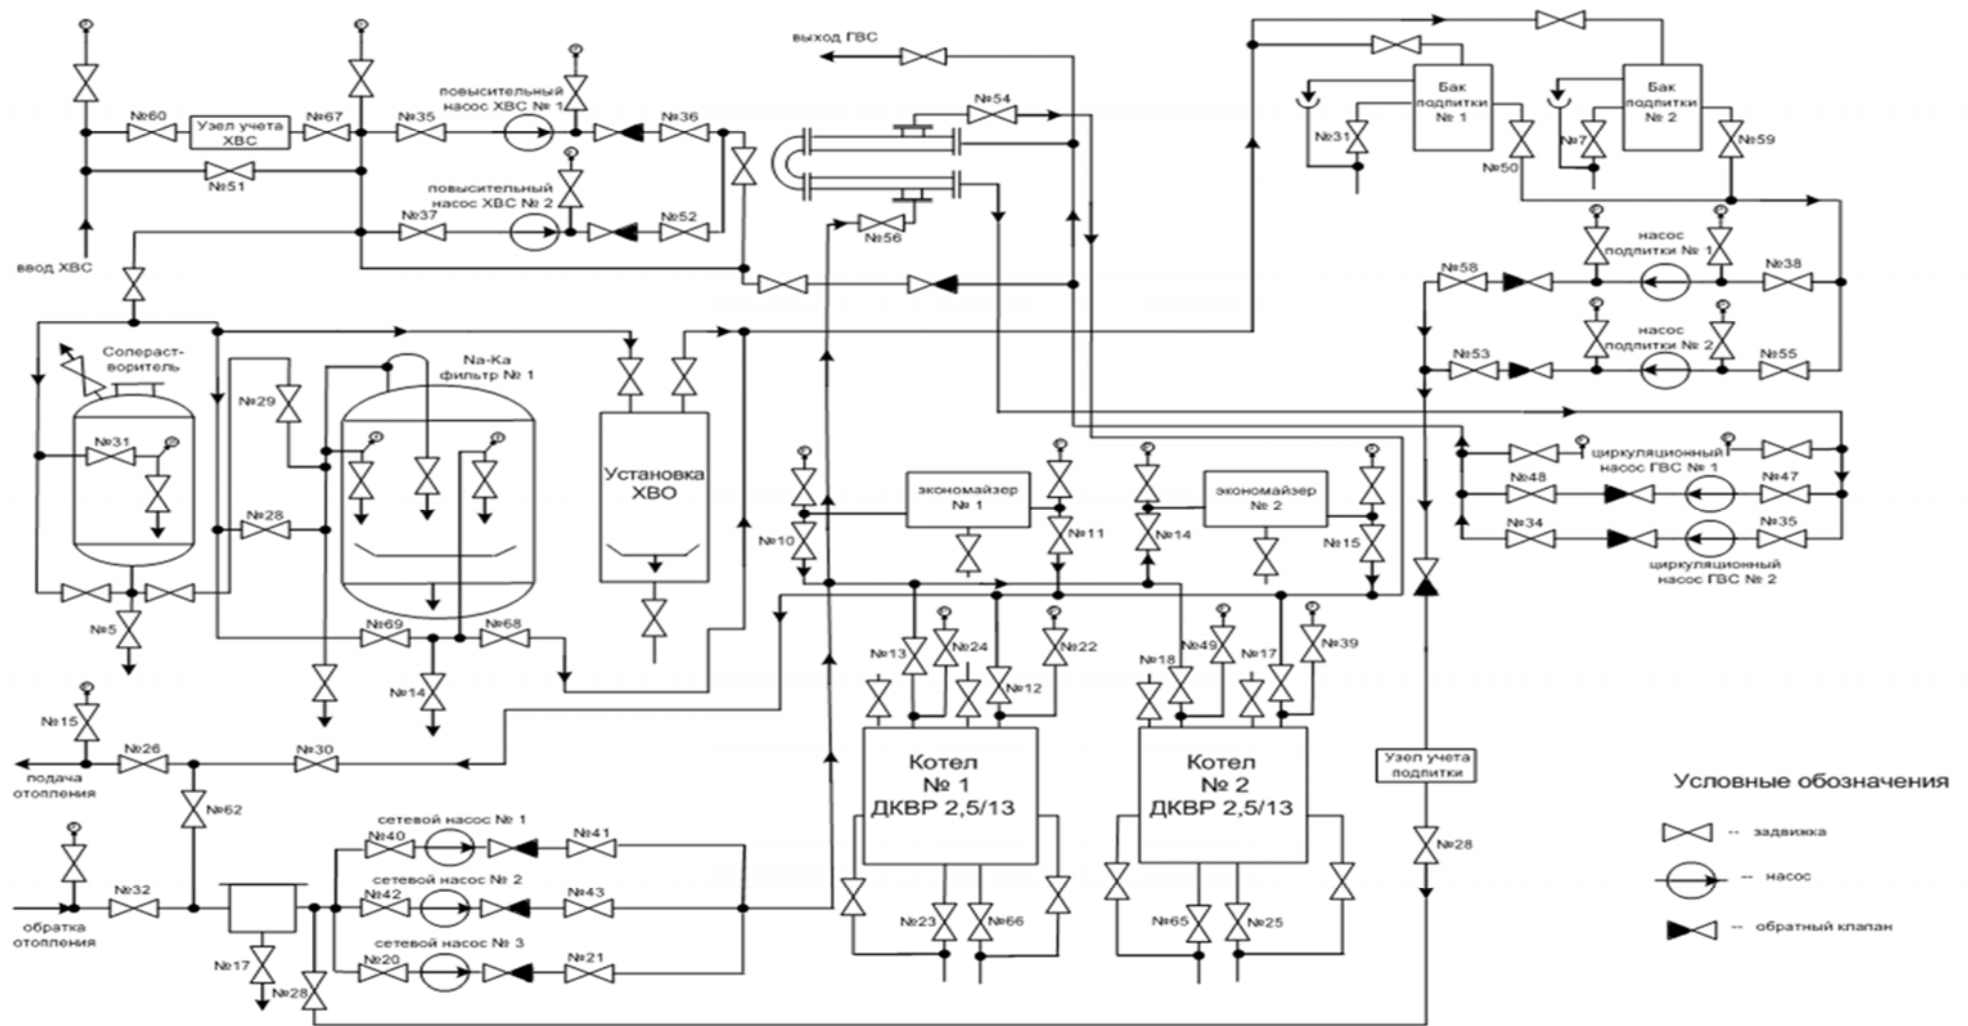 выход ГВС
№54
№56
№60
Узел учета
ХВС
№67
№35
повысительный
насос ХВС № 1
№36
№51
повысительный
насос ХВС № 2
№37
№52
ввод ХВС
Бак
подпитки
№ 1
Бак
подпитки
№ 2
№31
№50
№7
№59
№58
насос
подпитки № 1
№38
№53
насос
подпитки № 2
№55
Сопераст-
воритель
№31
№5
№29
№28
Na-Ка
фильтр № 1
№69
№68
№14
Установка
ХВО
экономайзер
№ 1
№10
№11
экономайзер
№ 2
№14
№15
циркуляционный
насос ГВС № 1
№48
№47
№34
№35
циркуляционный
насос ГВС № 2
№13
№24
№12
№22
№18
№49
№17
№39
Котел
№ 1
ДКВР 2,5/13
№23
№66
Котел
№ 2
ДКВР 2,5/13
№65
№25
№15
№26
№30
подача
отопления
№62
№32
обратка
отопления
№17
№28
сетевой насос № 1
№40
№41
сетевой насос № 2
№42
№43
сетевой насос № 3
№20
№21
Узел учета
подпитки
№28
Условные обозначения
-- задвижка
-- насос
-- обратный клапан